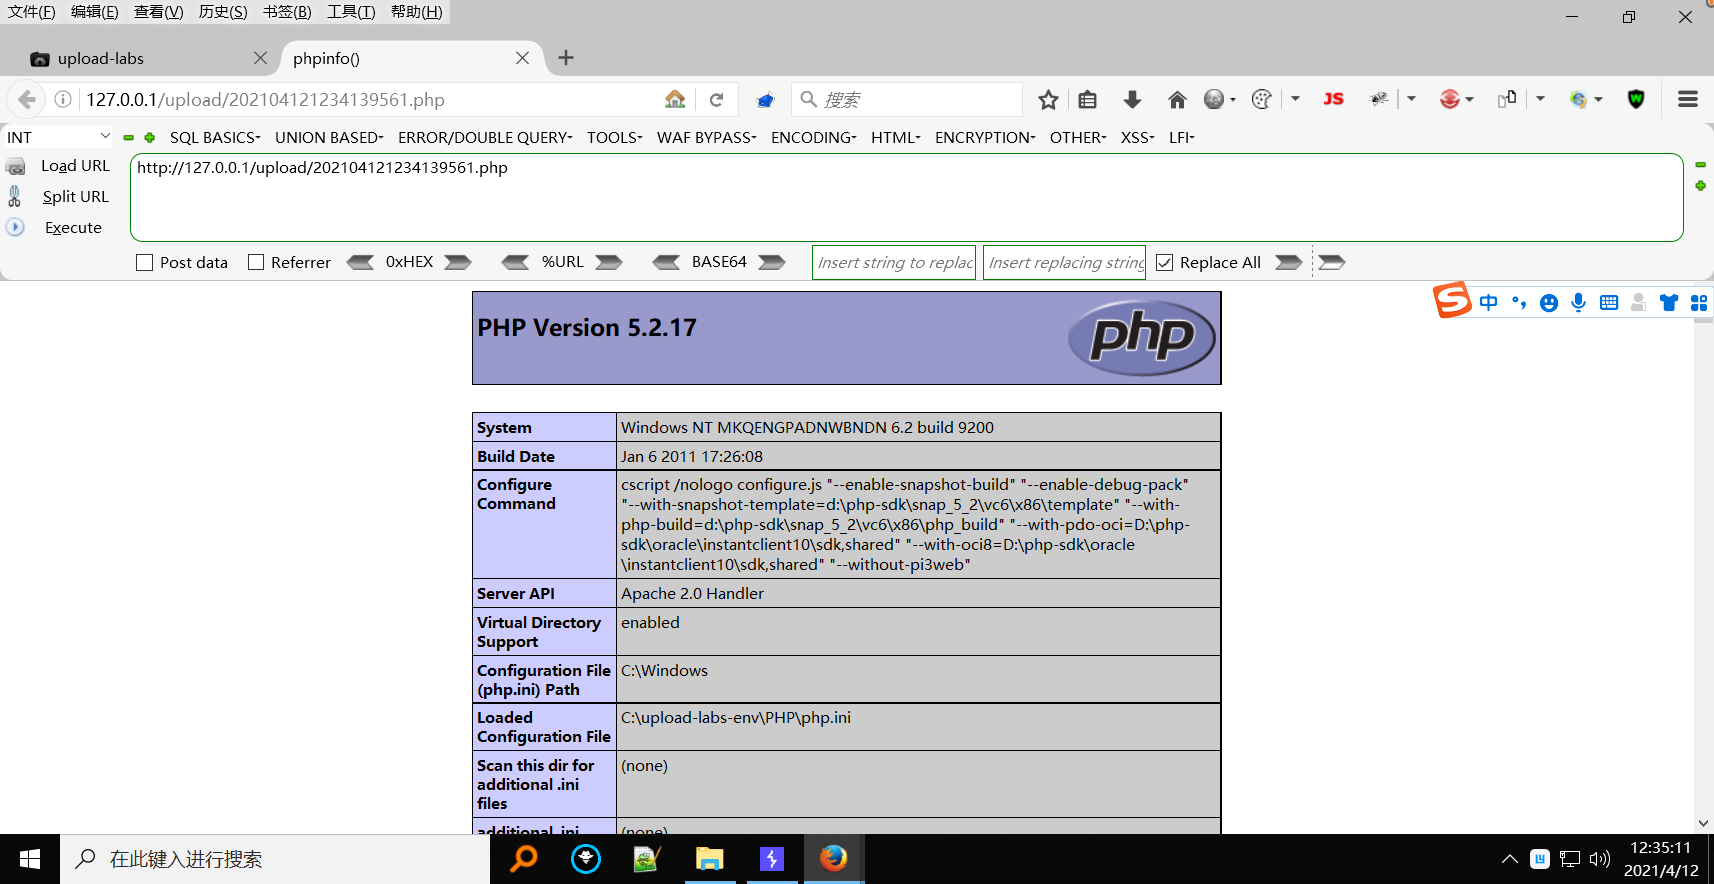 文件(F) 编辑(E) 查看(V) 历史(S) 书签(B) 工具(T) 帮助(H)
upload-labs
phpinfo()
127.0.0.1/upload/202104121234139561.php
搜索
JS
INT
SQL BASICS
UNION BASED
ERROR/DOUBLE QUERY
TOOLS
WAF BYPASS
ENCODING
HTML
ENCRYPTION
OTHER
XSS
LFI
Load URL
http://127.0.0.1/upload/202104121234139561.php
Split URL
Execute
Post data
Referrer
0xHEX
%URL
BASE64
Insert string to replac
Insert replacing string
Replace All
中
PHP Version 5.2.17
php
System
Windows NT MKQENGPADNWBNDN 6.2 build 9200
Build Date
Jan 6 2011 17:26:08
Configure
Command
cscript /nologo configure.js "--enable-snapshot-build" "--enable-debug-pack"
"--with-snapshot-template=d:\php-sdk\snap_5_2\vc6\x86\template" "--with-
php-build=d:\php-sdk\snap_5_2\vc6\x86\php_build" "--with-pdo-oci=D:\php-
sdk\oracle\instantclient10\sdk,shared" "--with-oci8=D:\php-sdk\oracle
\instantclient10\sdk,shared" "--without-pi3web"
Server API
Apache 2.0 Handler
Virtual Directory
Support
enabled
Configuration File
(php.ini) Path
C:\Windows
Loaded
Configuration File
C:\upload-labs-env\PHP\php.ini
Scan this dir for
additional .ini
files
(none)
additional .ini
(none)
在此键入进行搜索
12:35:11
2021/4/12